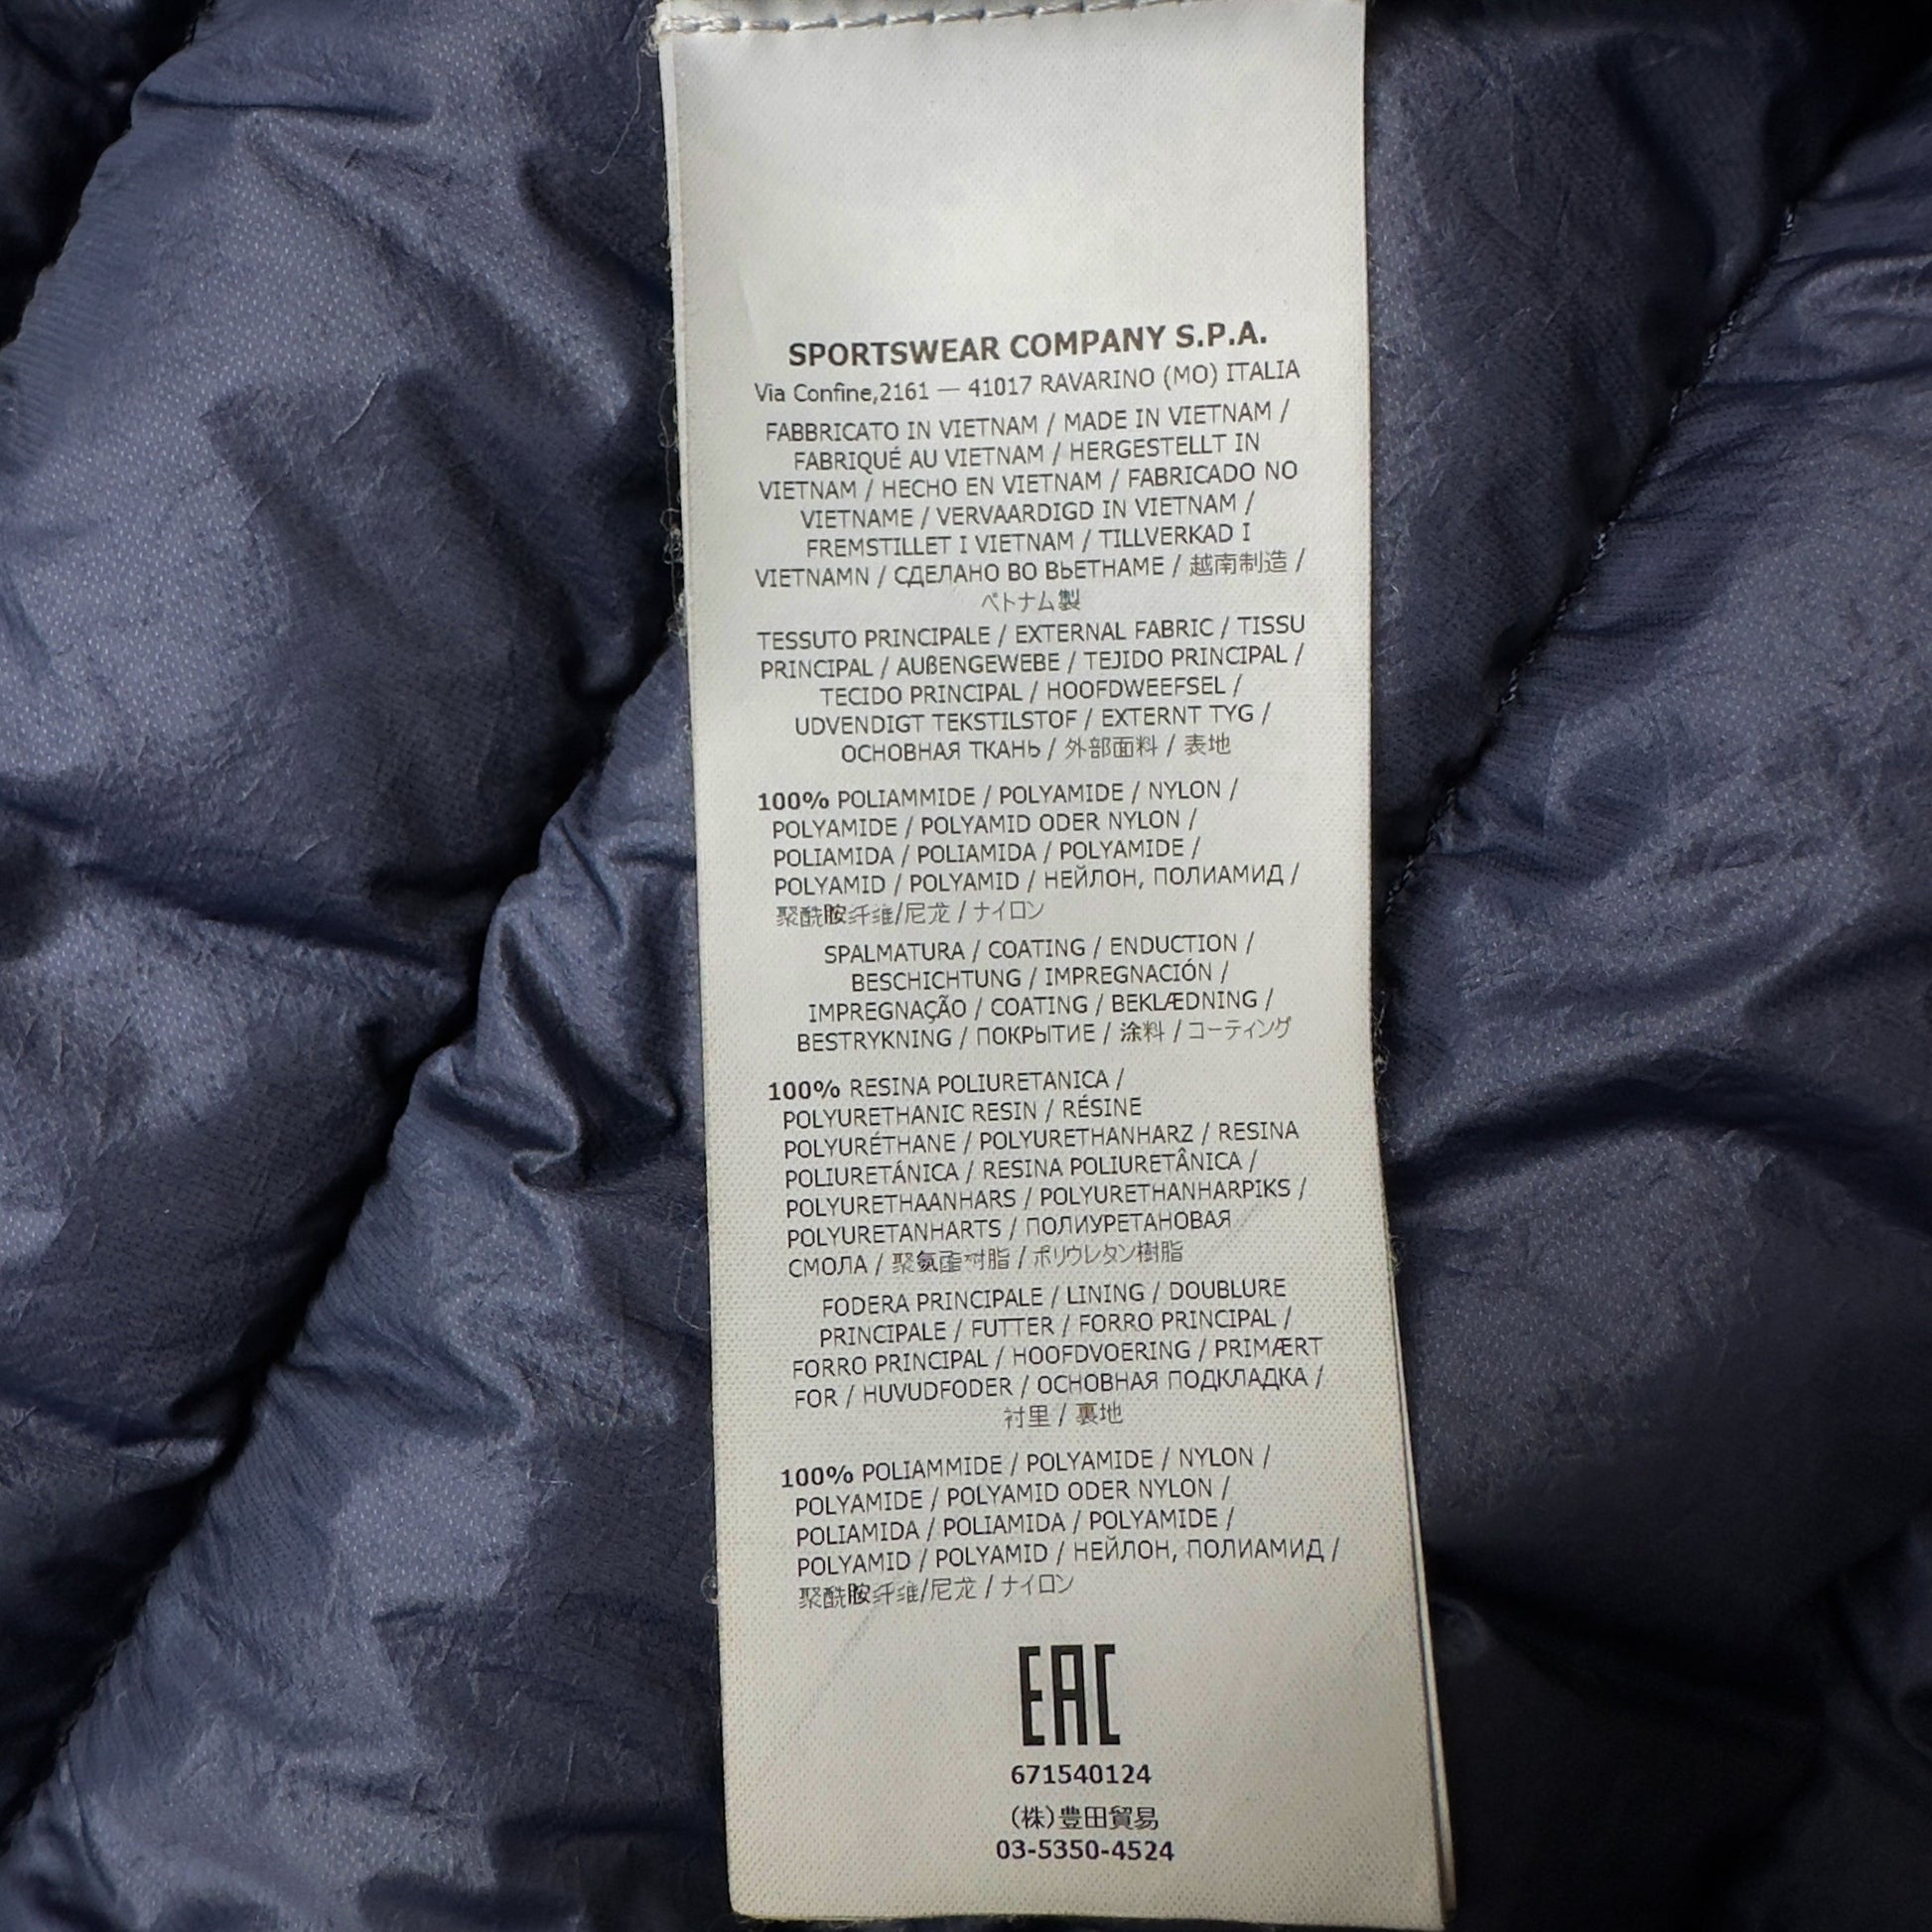 SPORTSWEAR COMPANY S.P.A.
Via Confine,2161 — 41017 RAVARINO (MO) ITALIA
FABBRICATO IN VIETNAM / MADE IN VIETNAM /
FABRIQUÉ AU VIETNAM / HERGESTELLT IN
VIETNAM / HECHO EN VIETNAM / FABRICADO NO
VIETNAME / VERVAARDIGD IN VIETNAM /
FREMSTILLET I VIETNAM / TILLVERKAD I
VIETNAMN / СДЕЛАНО ВО ВЬЕТНАМЕ / 越南制造 /
ベトナム製
TESSUTO PRINCIPALE / EXTERNAL FABRIC / TISSU
PRINCIPAL / AUßENGEWEBE / TEJIDO PRINCIPAL /
TECIDO PRINCIPAL / HOOFDWEEFSEL /
UDVENDIGT TEKSTILSTOF / EXTERNT TYG /
ОСНОВНАЯ ТКАНЬ / 外部面料 / 表地
100% POLIAMMIDE / POLYAMIDE / NYLON /
POLYAMIDE / POLYAMID ODER NYLON /
POLIAMIDA / POLIAMIDA / POLYAMIDE /
POLYAMID / POLYAMID / НЕЙЛОН, ПОЛИАМИД /
聚酰胺纤维/尼龙 / ナイロン
SPALMATURA / COATING / ENDUCTION /
BESCHICHTUNG / IMPREGNACIÓN /
IMPREGNAÇÃO / COATING / BEKLÆDNING /
BESTRYKNING / ПОКРЫТИЕ / 涂料 / コーティング
100% RESINA POLIURETANICA /
POLYURETHANIC RESIN / RÉSINE
POLYURÉTHANE / POLYURETHANHARZ / RESINA
POLIURETÁNICA / RESINA POLIURETÂNICA /
POLYURETHAANHARS / POLYURETHANHARPIKS /
POLYURETANHARTS / ПОЛИУРЕТАНОВАЯ
СМОЛА / 聚氨酯树脂 / ポリウレタン樹脂
FODERA PRINCIPALE / LINING / DOUBLURE
PRINCIPALE / FUTTER / FORRO PRINCIPAL /
FORRO PRINCIPAL / HOOFDVOERING / PRIMÆRT
FOR / HUVUDFODER / ОСНОВНАЯ ПОДКЛАДКА /
衬里 / 裏地
100% POLIAMMIDE / POLYAMIDE / NYLON /
POLYAMIDE / POLYAMID ODER NYLON /
POLIAMIDA / POLIAMIDA / POLYAMIDE /
POLYAMID / POLYAMID / НЕЙЛОН, ПОЛИАМИД /
聚酰胺纤维/尼龙 / ナイロン
EAC
671540124
(株)豊田貿易
03-5350-4524